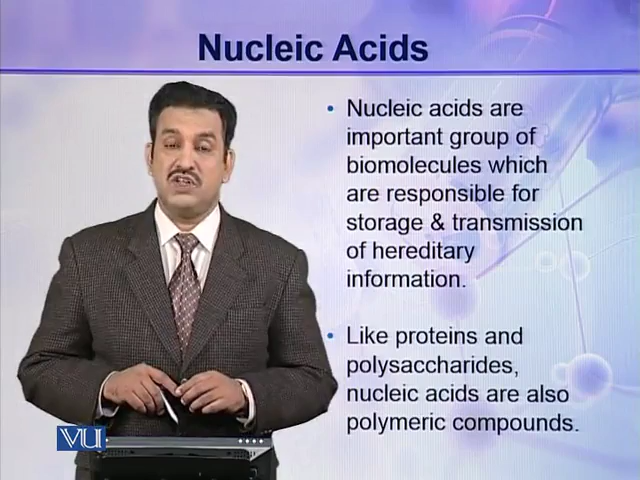 Nucleic Acids
• Nucleic acids are
important group of
biomolecules which
are responsible for
storage & transmission
of hereditary
information.
• Like proteins and
polysaccharides,
nucleic acids are also
polymeric compounds.
VU